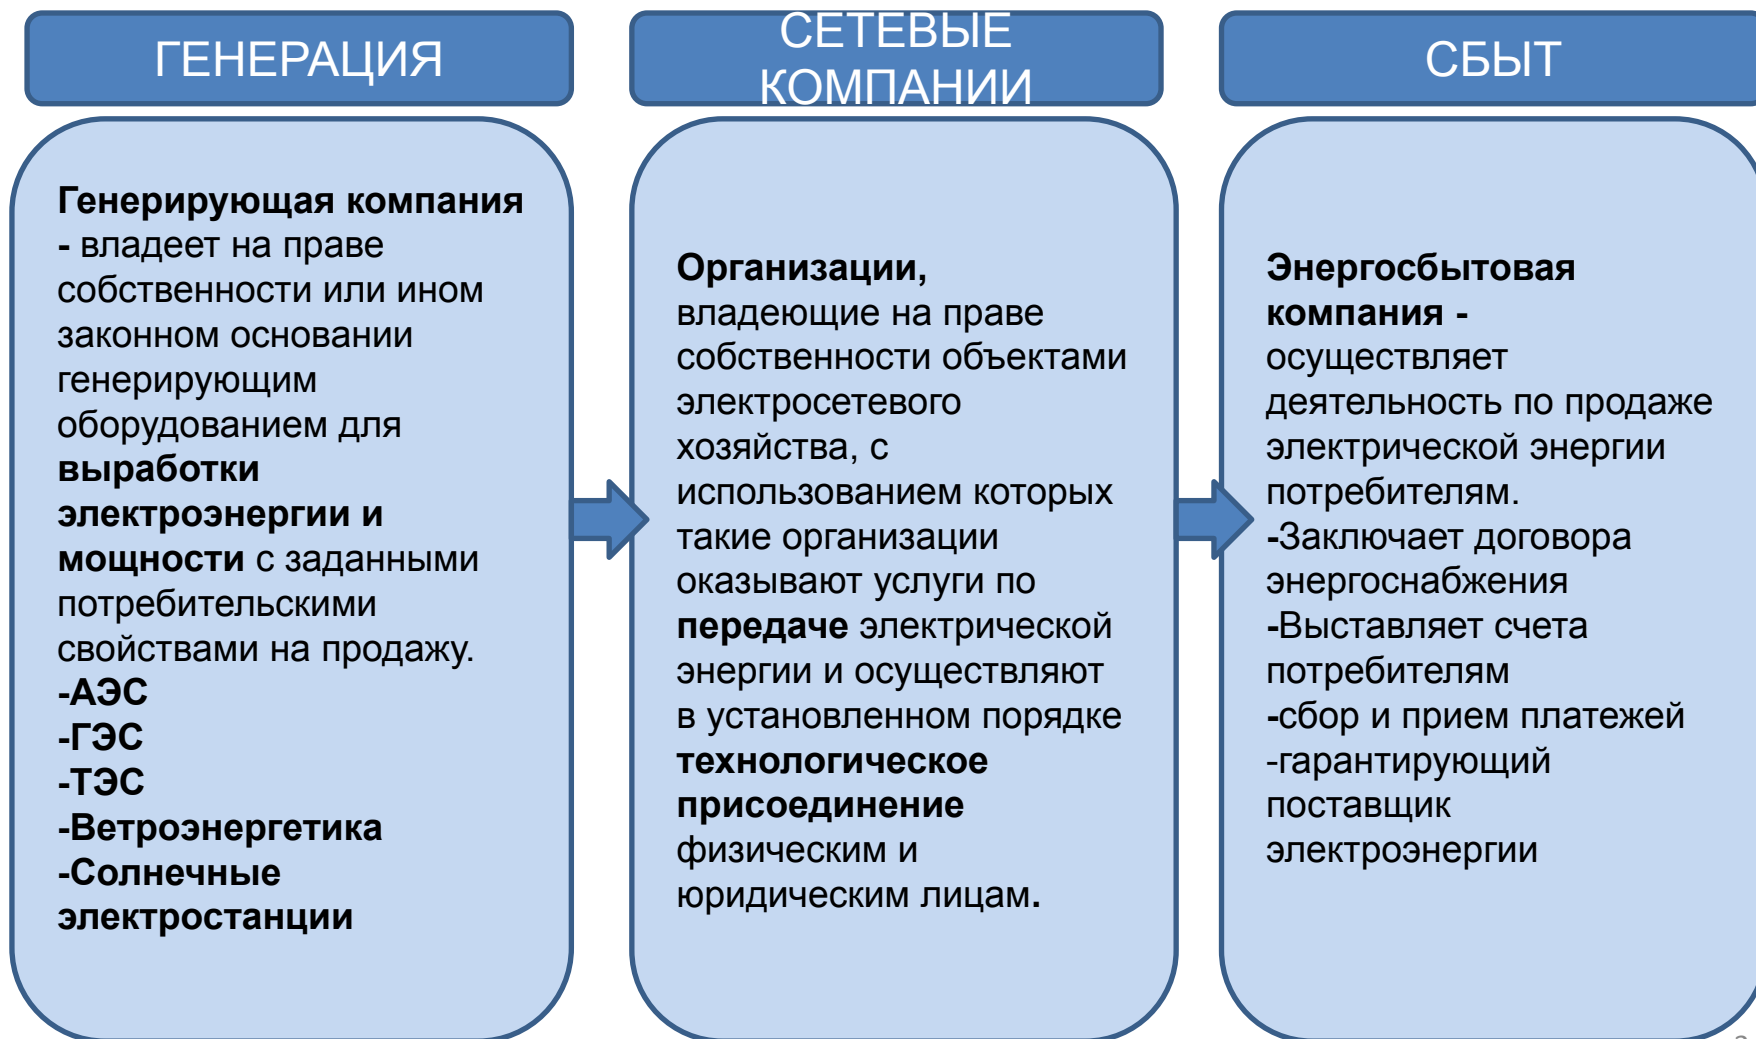 ГЕНЕРАЦИЯ
СЕТЕВЫЕ
КОМПАНИИ
СБЫТ
Генерирующая компания
- владеет на праве
собственности или ином
законном основании
генерирующим
оборудованием для
выработки
электроэнергии и
мощности с заданными
потребительскими
свойствами на продажу.
-АЭС
-ГЭС
-ТЭС
-Ветроэнергетика
-Солнечные
электростанции
Организации,
владеющие на праве
собственности объектами
электросетевого
хозяйства, с
использованием которых
такие организации
оказывают услуги по
передаче электрической
энергии и осуществляют
в установленном порядке
технологическое
присоединение
физическим и
юридическим лицам.
Энергосбытовая
компания -
осуществляет
деятельность по продаже
электрической энергии
потребителям.
-Заключает договора
энергоснабжения
-Выставляет счета
потребителям
-сбор и прием платежей
-гарантирующий
поставщик
электроэнергии